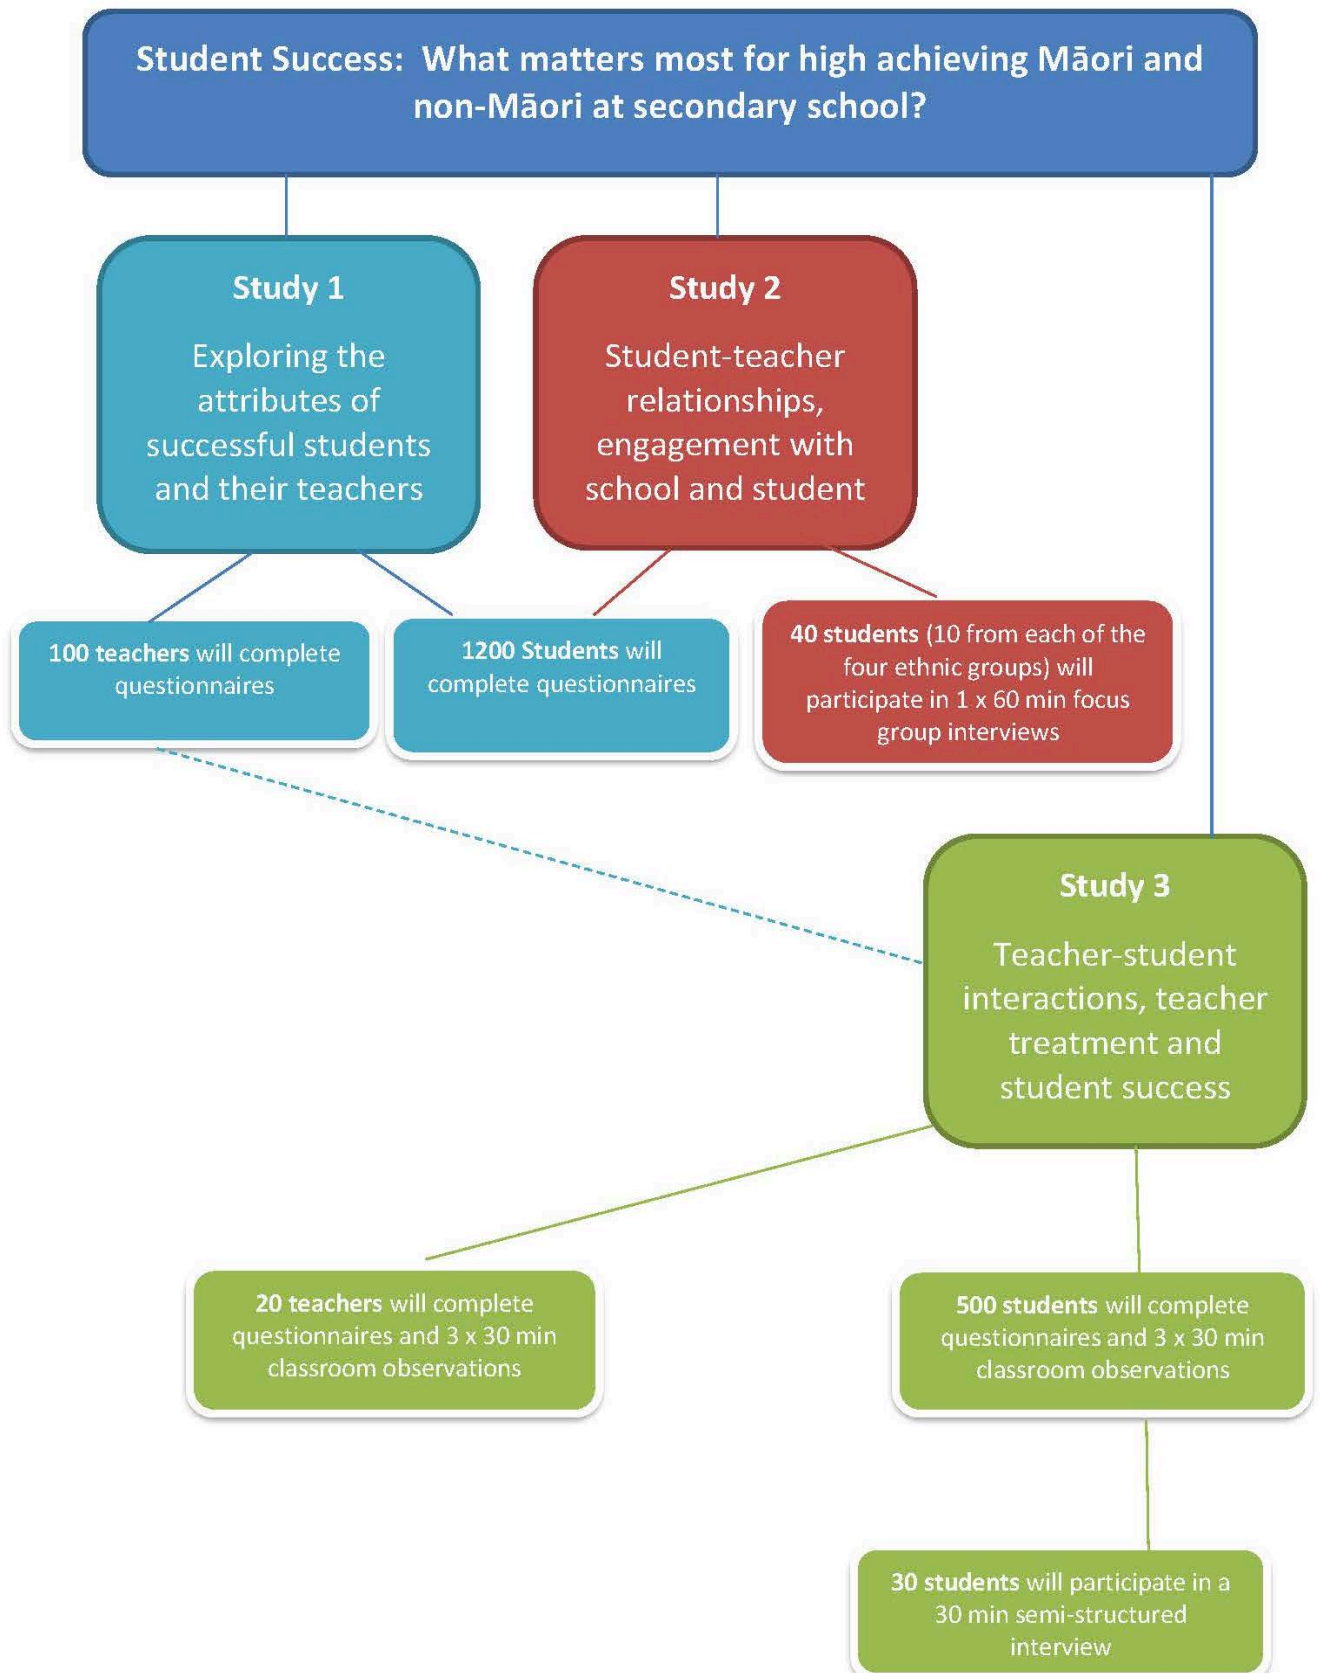 Student Success: What matters most for high achieving Māori and
non-Māori at secondary school?
Study 1
Exploring the
attributes of
successful students
and their teachers
Study 2
Student-teacher
relationships,
engagement with
school and student
100 teachers will complete
questionnaires
1200 Students will
complete questionnaires
40 students (10 from each of the
four ethnic groups) will
participate in 1 x 60 min focus
group interviews
Study 3
Teacher-student
interactions, teacher
treatment and
student success
20 teachers will complete
questionnaires and 3 x 30 min
classroom observations
500 students will complete
questionnaires and 3 x 30 min
classroom observations
30 students will participate in a
30 min semi-structured
interview